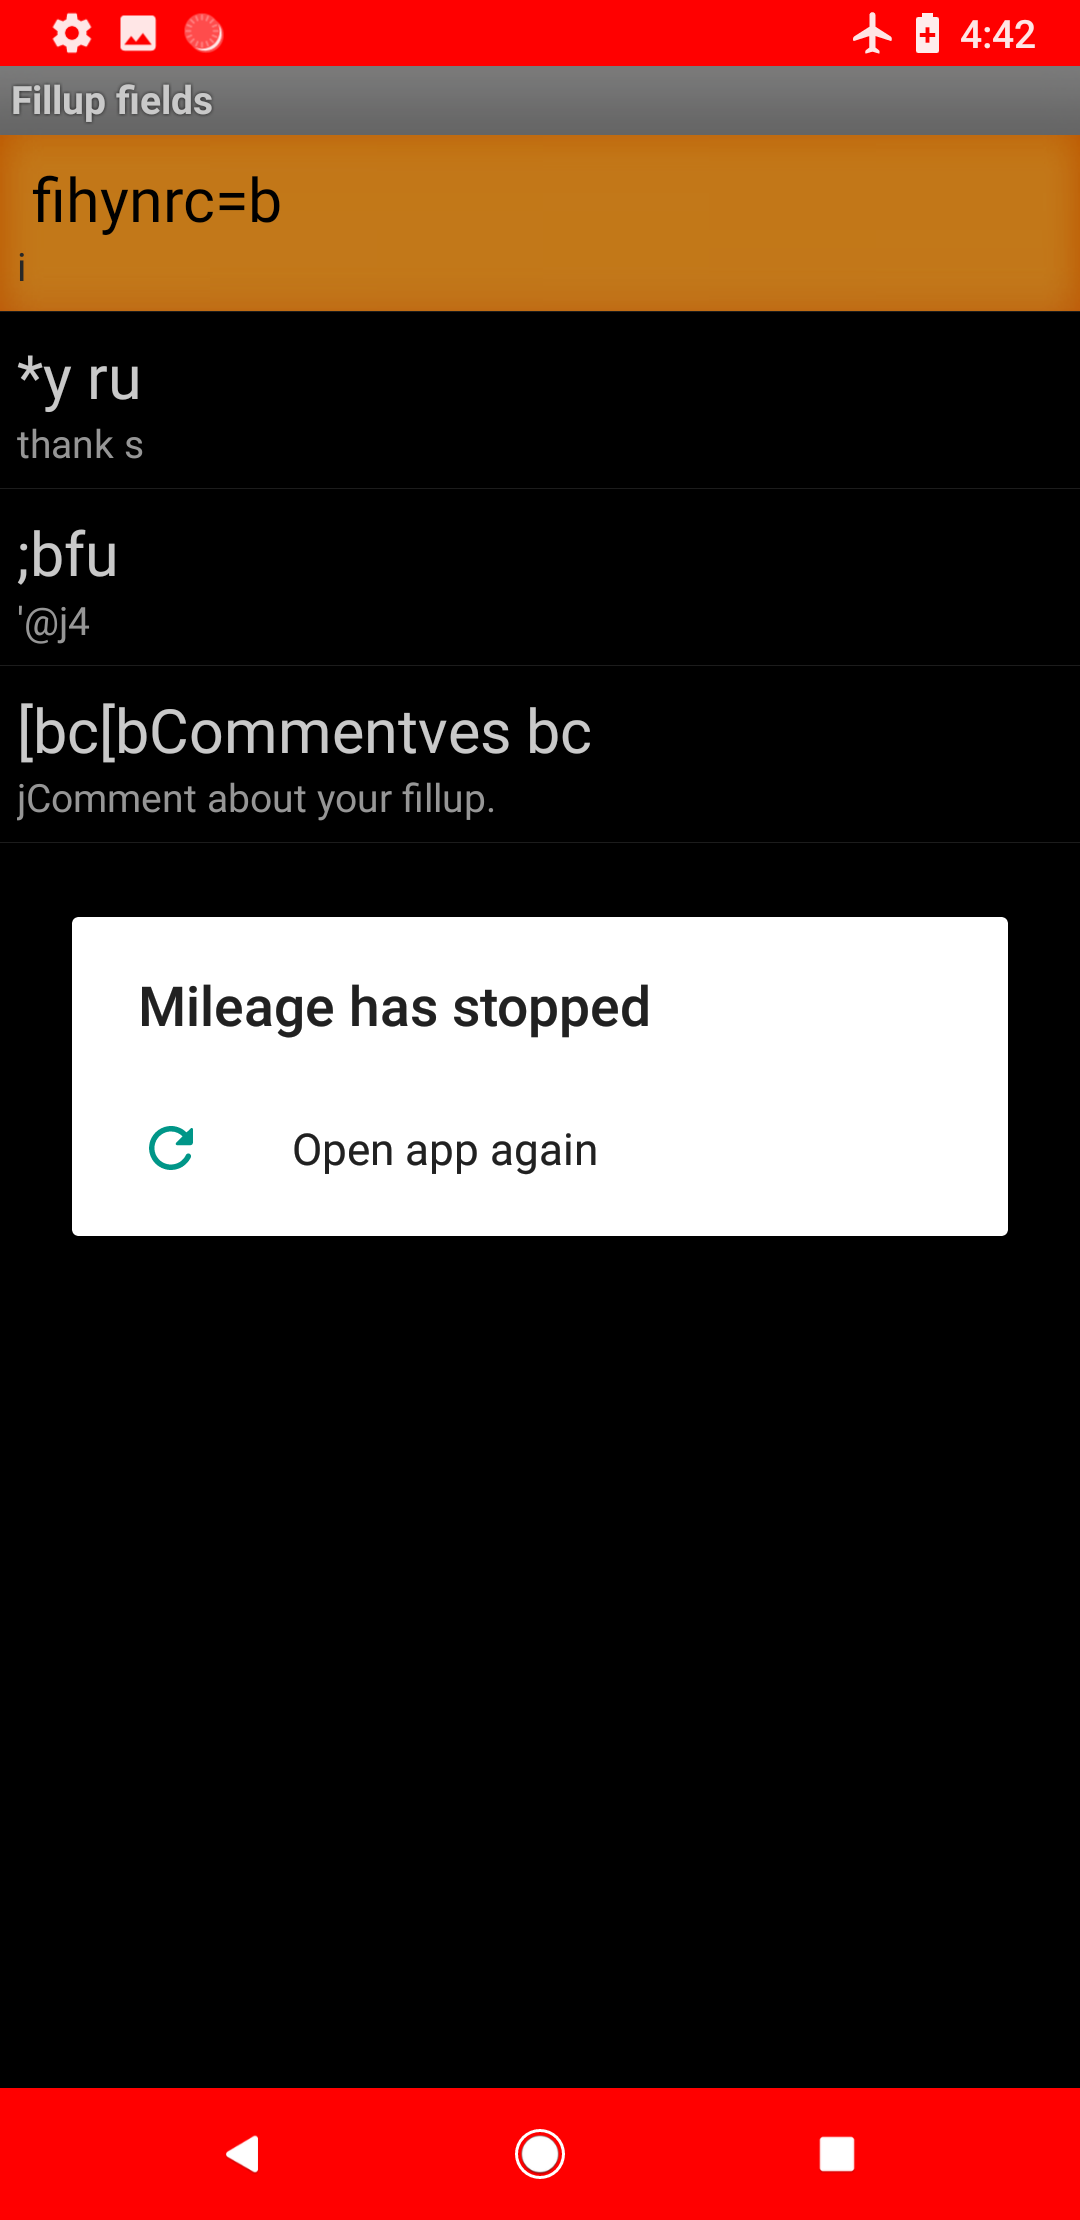 4:42
Fillup fields
fihynrc=b
i
*y ru
thank s
;bfu
'@j4
[bc[bCommentves bc
jComment about your fillup.
Mileage has stopped
Open app again